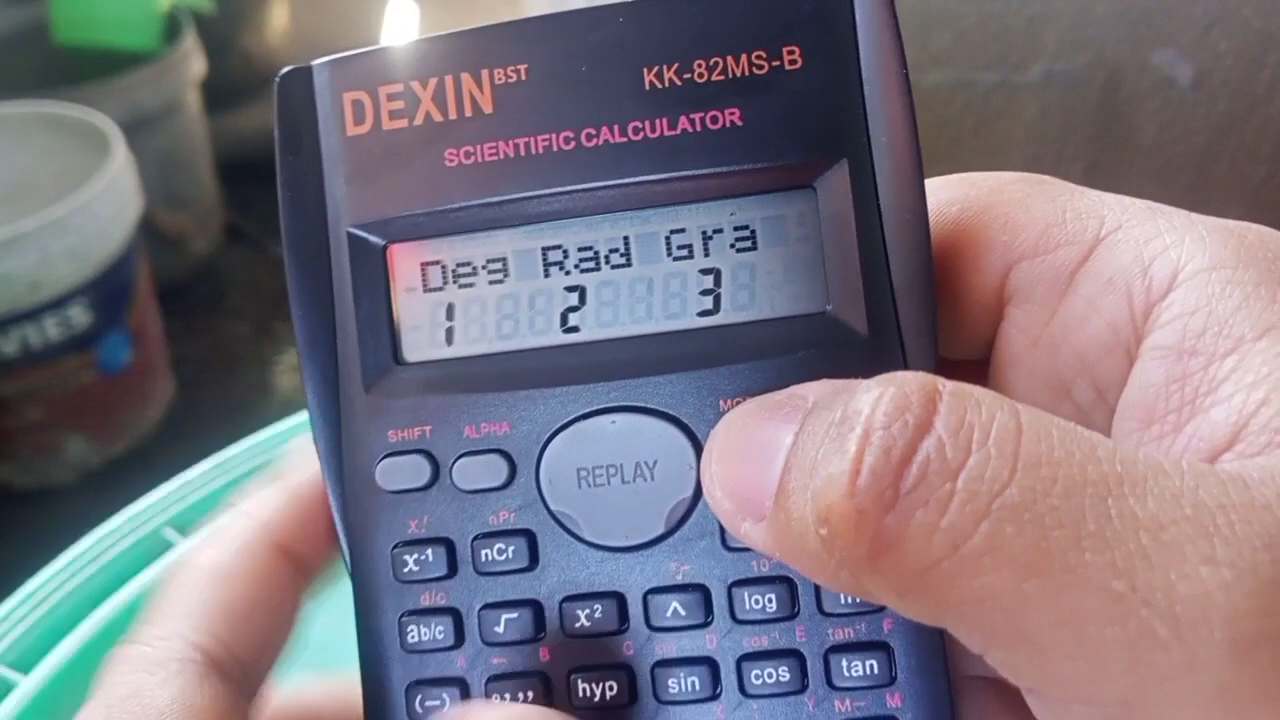 DEXIN BST
KK-82MS-B
SCIENTIFIC CALCULATOR
Deg Rad Gra
1 2 3
SHIFT ALPHA
REPLAY
x! nPr
x-1 nCr
d/c
ab/c √ x² ^ log
A B C D cos-1 E tan-1 F
(−) hyp sin cos tan
Y M− M
VIES